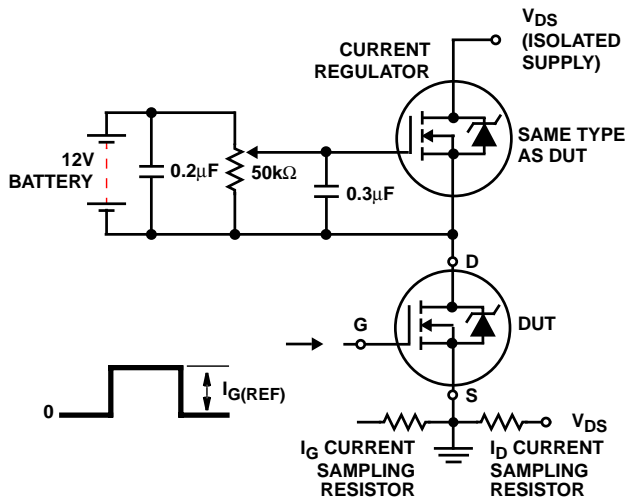 V_DS
(ISOLATED
SUPPLY)
CURRENT
REGULATOR
SAME TYPE
AS DUT
12V
BATTERY
0.2μF
50kΩ
0.3μF
D
G
DUT
I_G(REF)
0
S
V_DS
I_G CURRENT
SAMPLING
RESISTOR
I_D CURRENT
SAMPLING
RESISTOR